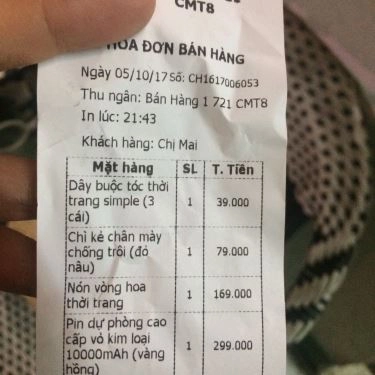 CMT8
HÓA ĐƠN BÁN HÀNG
Ngày 05/10/17 Số: CH1617006053
Thu ngân: Bán Hàng 1 721 CMT8
In lúc: 21:43
Khách hàng: Chị Mai
Mặt hàng SL T. Tiền
Dây buộc tóc thời
trang simple (3
cái) 1 39.000
Chì kẻ chân mày
chống trôi (đỏ
nâu) 1 79.000
Nón vòng hoa
thời trang 1 169.000
Pin dự phòng cao
cấp vỏ kim loại
10000mAh (vàng
hồng) 1 299.000